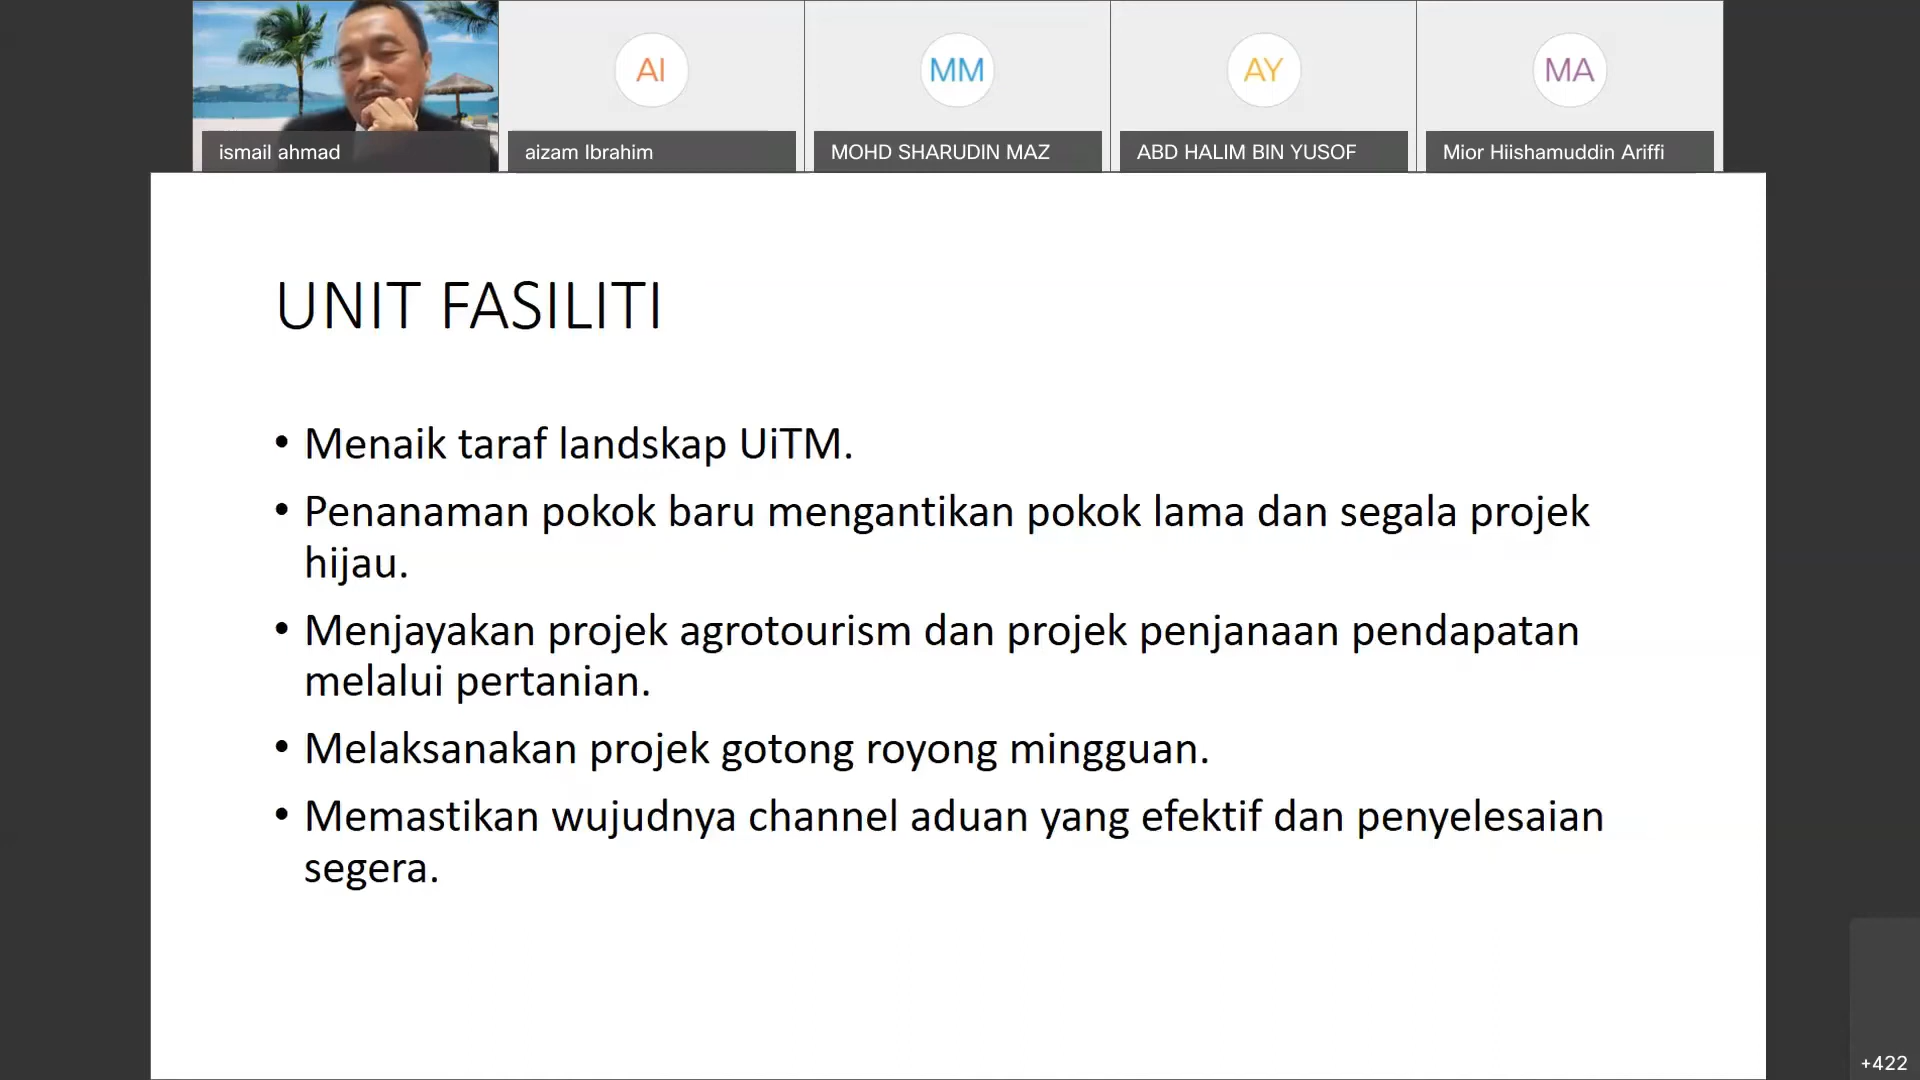 AI
MM
AY
MA
ismail ahmad
aizam Ibrahim
MOHD SHARUDIN MAZ
ABD HALIM BIN YUSOF
Mior Hiishamuddin Ariffi
UNIT FASILITI
• Menaik taraf landskap UiTM.
• Penanaman pokok baru mengantikan pokok lama dan segala projek
hijau.
• Menjayakan projek agrotourism dan projek penjanaan pendapatan
melalui pertanian.
• Melaksanakan projek gotong royong mingguan.
• Memastikan wujudnya channel aduan yang efektif dan penyelesaian
segera.
+422